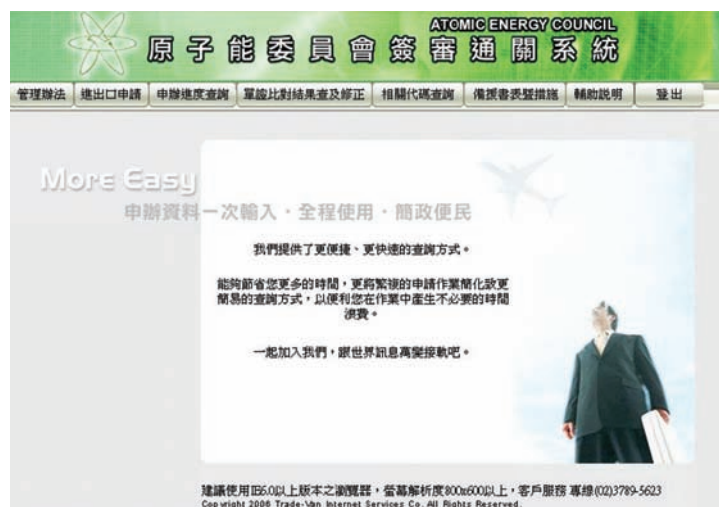 ATOMIC ENERGY COUNCIL
原子能委員會簽審通關系統
管理辦法 進出口申請 申辦進度查詢 單證比對結果查及修正 相關代碼查詢 備援書表暨措施 輔助說明 登出
More Easy
申辦資料一次輸入・全程使用・簡政便民
我們提供了更便捷、更快速的查詢方式。
能夠節省您更多的時間,更將繁複的申請作業簡化致更
簡易的查詢方式,以便利您在作業中產生不必要的時間
浪費。
一起加入我們,跟世界訊息萬變接軌吧。
建議使用IE6.0以上版本之瀏覽器,螢幕解析度800x600以上,客戶服務 專線(02)3789-5623
Copyright 2006 Trade-Van Internet Services Co. All Rights Reserved.